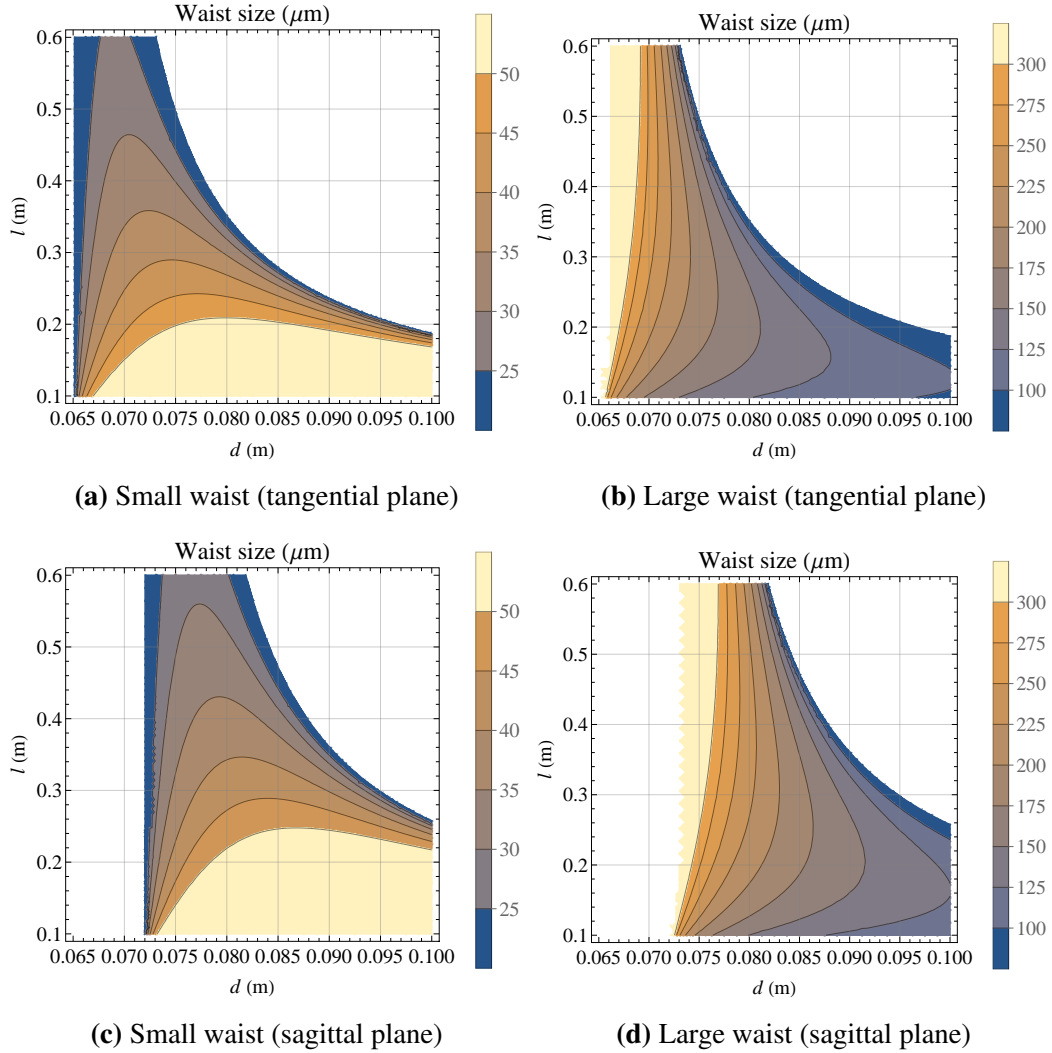 Waist size (μm)
0.6
0.5
0.4
0.3
0.2
0.1
l (m)
0.065 0.070 0.075 0.080 0.085 0.090 0.095 0.100
d (m)
50
45
40
35
30
25
(a) Small waist (tangential plane)
Waist size (μm)
0.6
0.5
0.4
0.3
0.2
0.1
l (m)
0.065 0.070 0.075 0.080 0.085 0.090 0.095 0.100
d (m)
300
275
250
225
200
175
150
125
100
(b) Large waist (tangential plane)
Waist size (μm)
0.6
0.5
0.4
0.3
0.2
0.1
l (m)
0.065 0.070 0.075 0.080 0.085 0.090 0.095 0.100
d (m)
50
45
40
35
30
25
(c) Small waist (sagittal plane)
Waist size (μm)
0.6
0.5
0.4
0.3
0.2
0.1
l (m)
0.065 0.070 0.075 0.080 0.085 0.090 0.095 0.100
d (m)
300
275
250
225
200
175
150
125
100
(d) Large waist (sagittal plane)